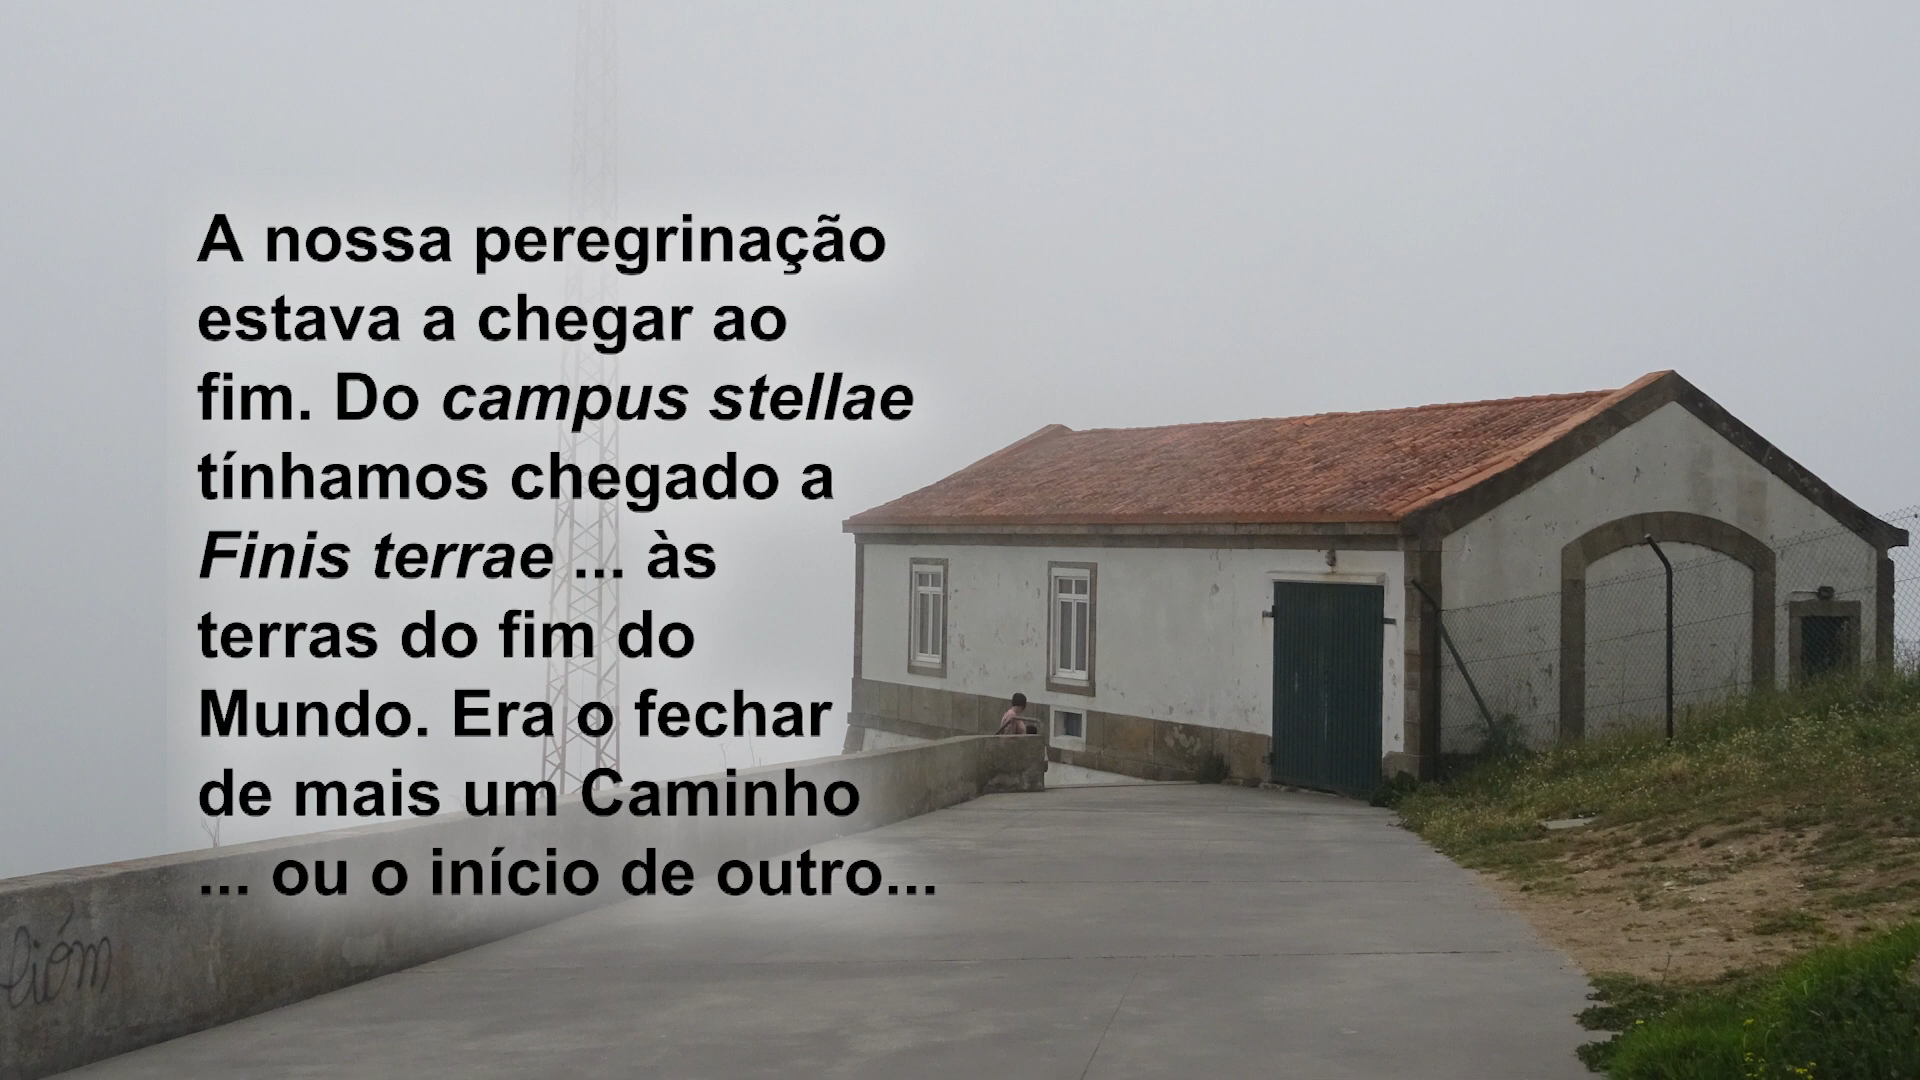 A nossa peregrinação
estava a chegar ao
fim. Do campus stellae
tínhamos chegado a
Finis terrae ... às
terras do fim do
Mundo. Era o fechar
de mais um Caminho
... ou o início de outro...